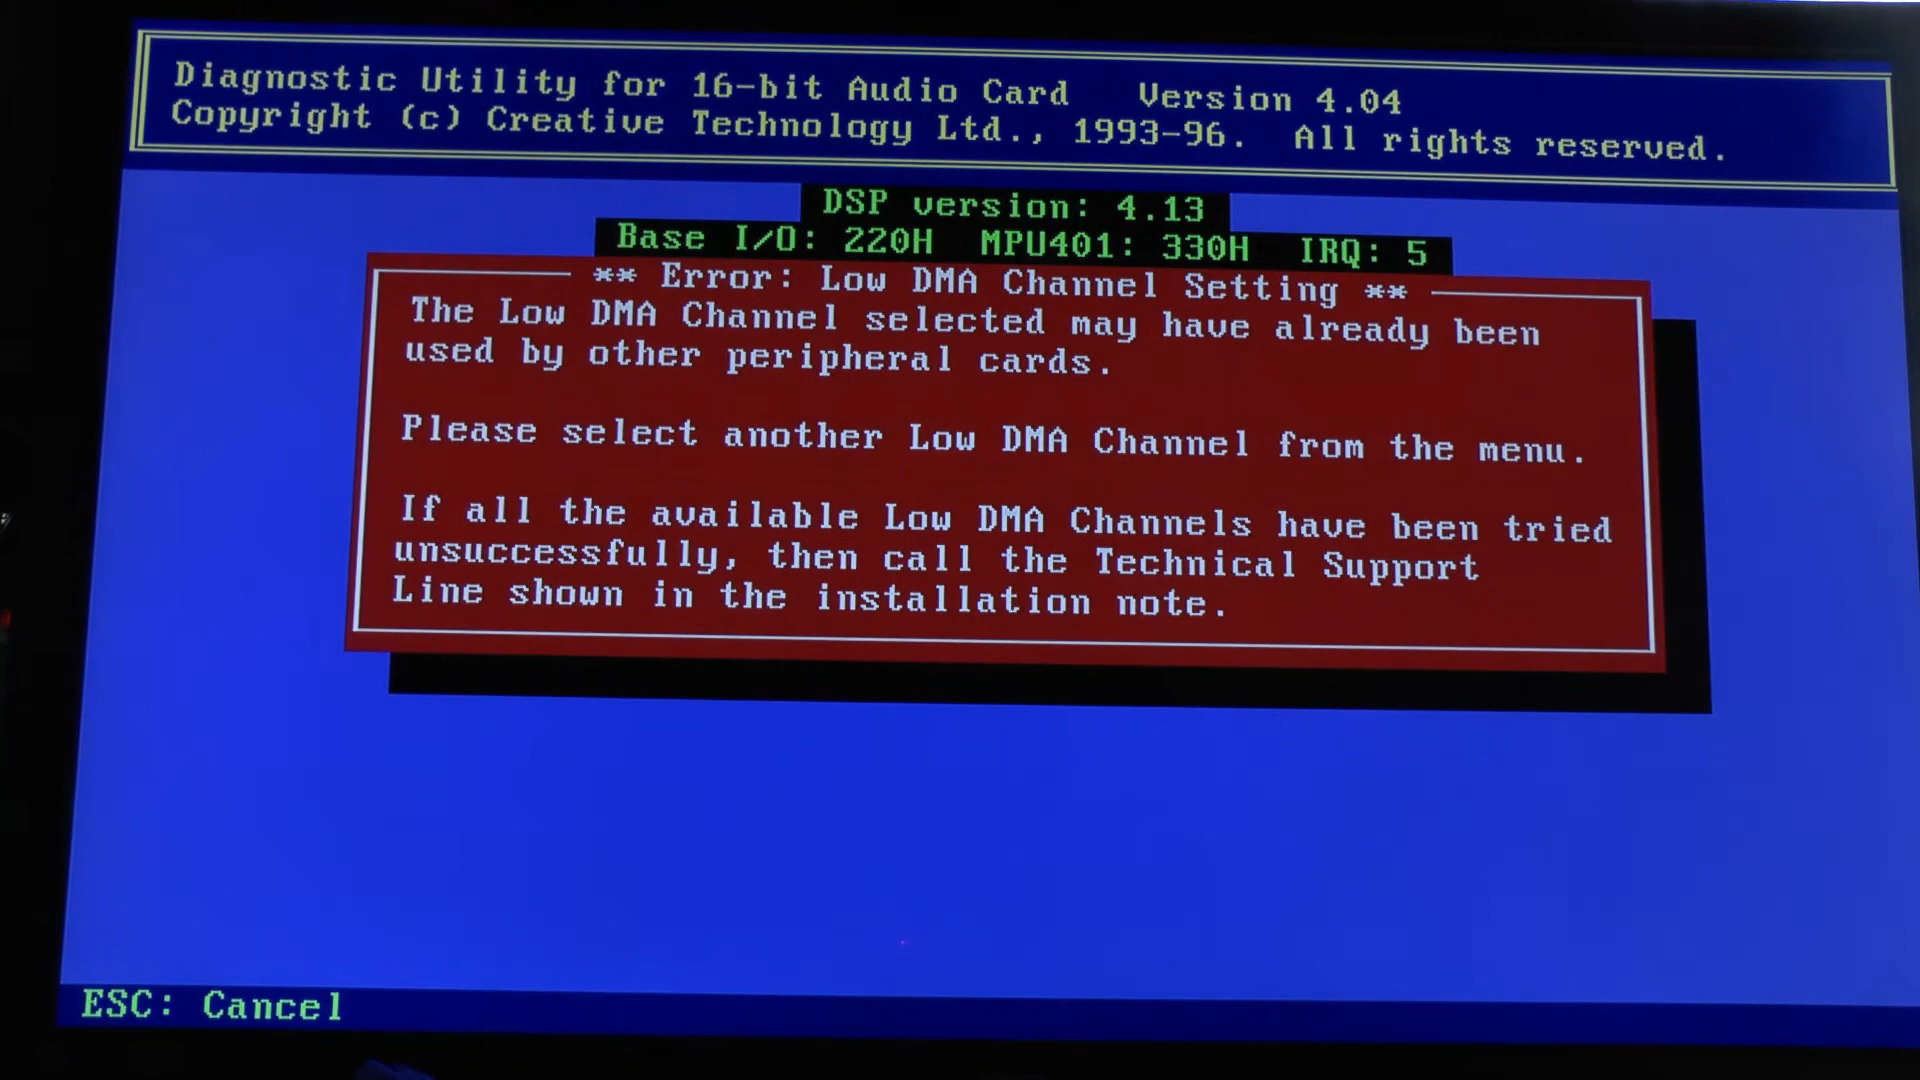 Diagnostic Utility for 16-bit Audio Card   Version 4.04
Copyright (c) Creative Technology Ltd., 1993-96.  All rights reserved.
DSP version: 4.13
Base I/O: 220H  MPU401: 330H  IRQ: 5
** Error: Low DMA Channel Setting **
The Low DMA Channel selected may have already been
used by other peripheral cards.
Please select another Low DMA Channel from the menu.
If all the available Low DMA Channels have been tried
unsuccessfully, then call the Technical Support
Line shown in the installation note.
ESC: Cancel